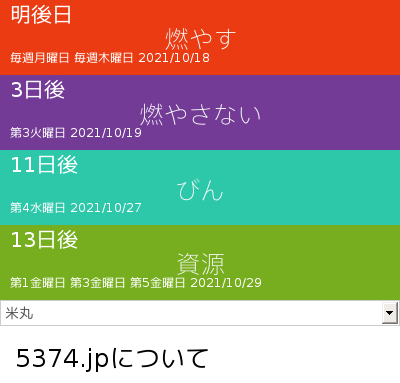 明後日
燃やす
毎週月曜日 毎週木曜日 2021/10/18
3日後
燃やさない
第3火曜日 2021/10/19
11日後
びん
第4水曜日 2021/10/27
13日後
資源
第1金曜日 第3金曜日 第5金曜日 2021/10/29
米丸
5374.jpについて